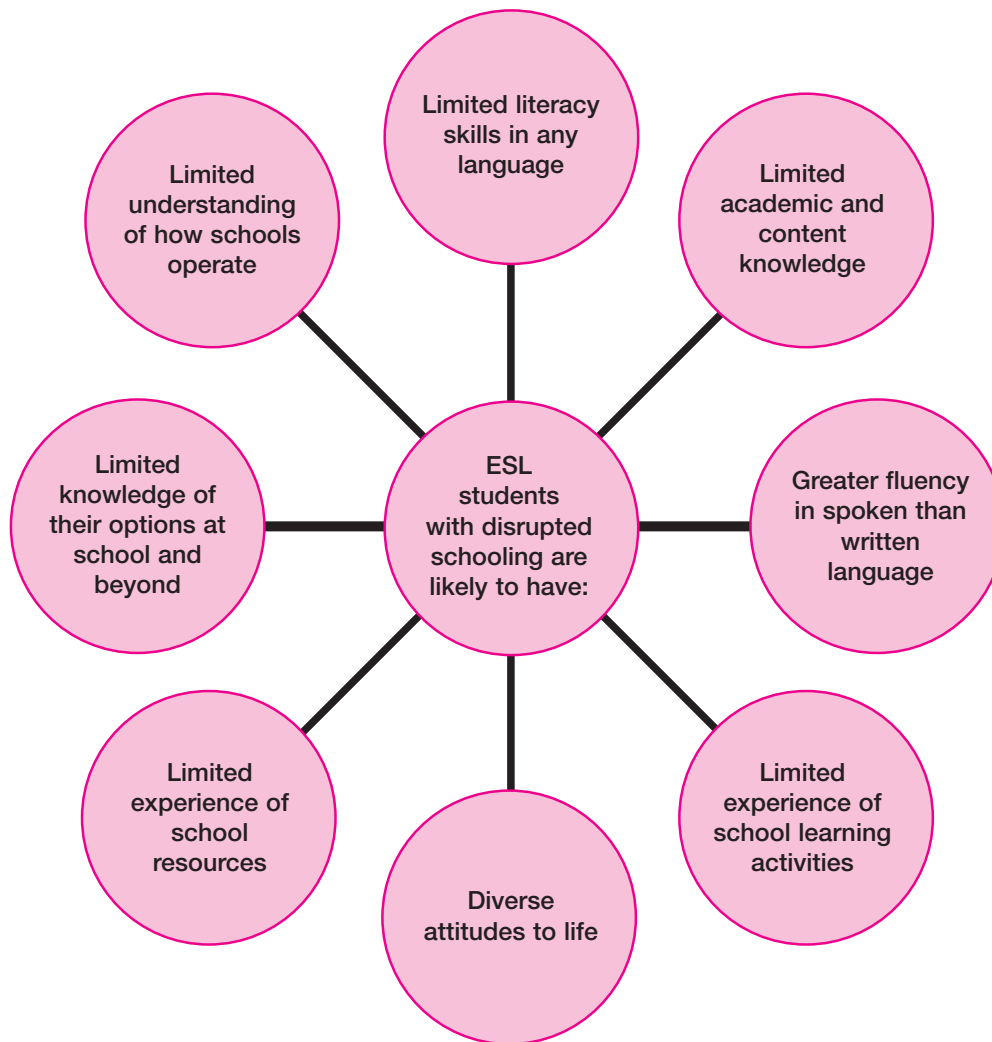 Limited literacy
skills in any
language
Limited
understanding
of how schools
operate
Limited
academic and
content
knowledge
Limited
knowledge of
their options at
school and
beyond
ESL
students
with disrupted
schooling are
likely to have:
Greater fluency
in spoken than
written
language
Limited
experience of
school
resources
Limited
experience of
school learning
activities
Diverse
attitudes to life